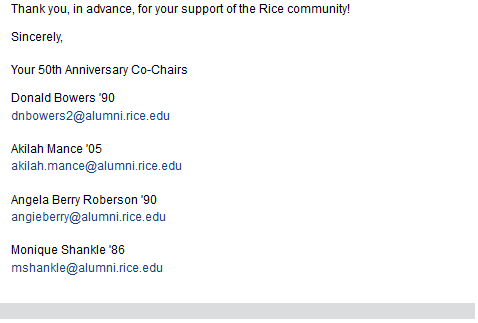 Thank you, in advance, for your support of the Rice community!
Sincerely,
Your 50th Anniversary Co-Chairs
Donald Bowers '90
dnbowers2@alumni.rice.edu
Akilah Mance '05
akilah.mance@alumni.rice.edu
Angela Berry Roberson '90
angieberry@alumni.rice.edu
Monique Shankle '86
mshankle@alumni.rice.edu